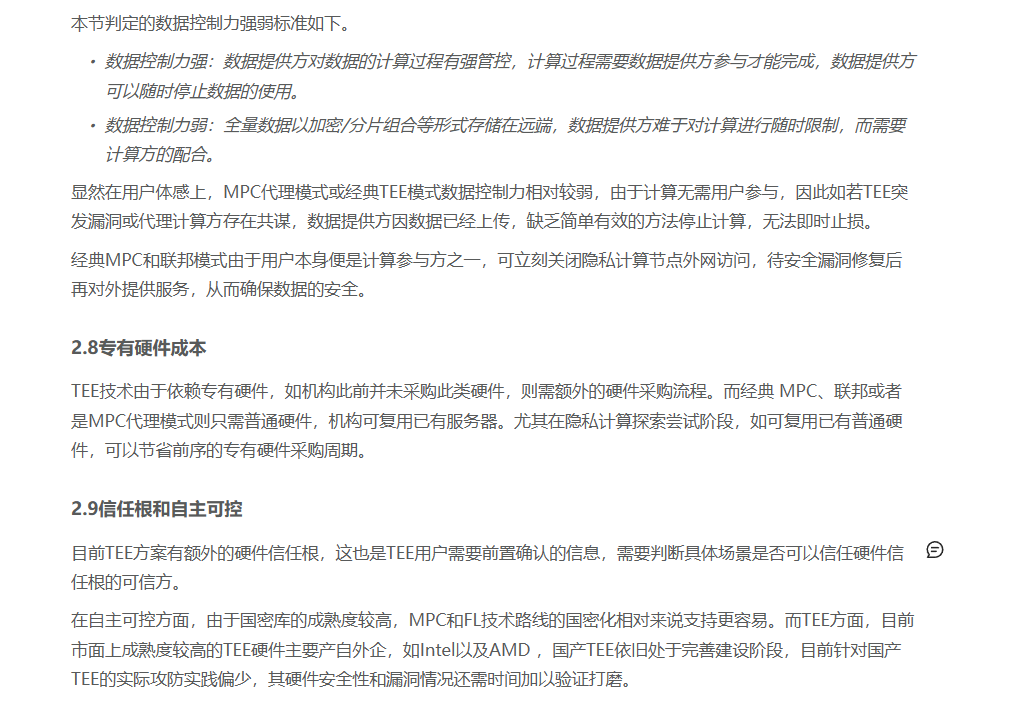 本节判定的数据控制力强弱标准如下。
• 数据控制力强：数据提供方对数据的计算过程有强管控，计算过程需要数据提供方参与才能完成，数据提供方
可以随时停止数据的使用。
• 数据控制力弱：全量数据以加密/分片组合等形式存储在远端，数据提供方难于对计算进行随时限制，而需要
计算方的配合。
显然在用户体感上，MPC代理模式或经典TEE模式数据控制力相对较弱，由于计算无需用户参与，因此如若TEE突
发漏洞或代理计算方存在共谋，数据提供方因数据已经上传，缺乏简单有效的方法停止计算，无法即时止损。
经典MPC和联邦模式由于用户本身便是计算参与方之一，可立刻关闭隐私计算节点外网访问，待安全漏洞修复后
再对外提供服务，从而确保数据的安全。
2.8专有硬件成本
TEE技术由于依赖专有硬件，如机构此前并未采购此类硬件，则需额外的硬件采购流程。而经典 MPC、联邦或者
是MPC代理模式则只需普通硬件，机构可复用已有服务器。尤其在隐私计算探索尝试阶段，如可复用已有普通硬
件，可以节省前序的专有硬件采购周期。
2.9信任根和自主可控
目前TEE方案有额外的硬件信任根，这也是TEE用户需要前置确认的信息，需要判断具体场景是否可以信任硬件信
任根的可信方。
在自主可控方面，由于国密库的成熟度较高，MPC和FL技术路线的国密化相对来说支持更容易。而TEE方面，目前
市面上成熟度较高的TEE硬件主要产自外企，如Intel以及AMD ，国产TEE依旧处于完善建设阶段，目前针对国产
TEE的实际攻防实践偏少，其硬件安全性和漏洞情况还需时间加以验证打磨。